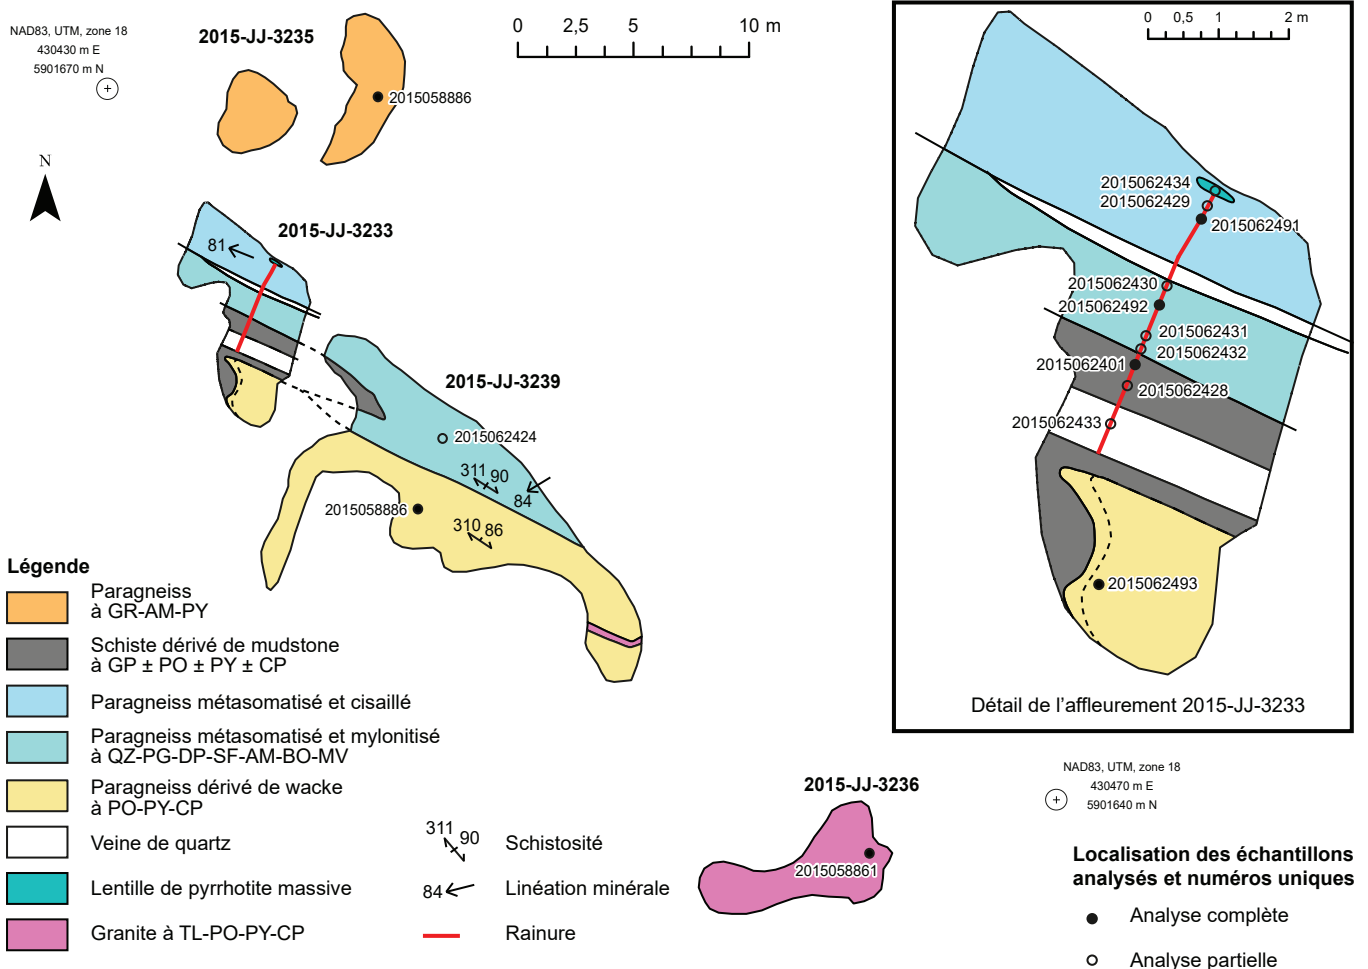 NAD83, UTM, zone 18
430430 m E
5901670 m N
N
2015-JJ-3235
2015058886
0 2,5 5 10 m
2015-JJ-3233
81
2015-JJ-3239
2015062424
311 90
84
2015058886
310 86
0 0,5 1 2 m
2015062434
2015062429
2015062491
2015062430
2015062492
2015062431
2015062432
2015062401
2015062428
2015062433
2015062493
Détail de l'affleurement 2015-JJ-3233
Légende
Paragneiss
à GR-AM-PY
Schiste dérivé de mudstone
à GP ± PO ± PY ± CP
Paragneiss métasomatisé et cisaillé
Paragneiss métasomatisé et mylonitisé
à QZ-PG-DP-SF-AM-BO-MV
Paragneiss dérivé de wacke
à PO-PY-CP
Veine de quartz
Lentille de pyrrhotite massive
Granite à TL-PO-PY-CP
311 90 Schistosité
84 Linéation minérale
Rainure
2015-JJ-3236
2015058861
NAD83, UTM, zone 18
430470 m E
5901640 m N
Localisation des échantillons
analysés et numéros uniques
Analyse complète
Analyse partielle